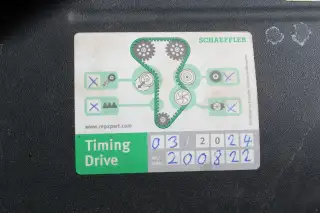 SCHAEFFLER
X
X
X
X
www.repxpert.com
Timing
Drive
03/2024
200822